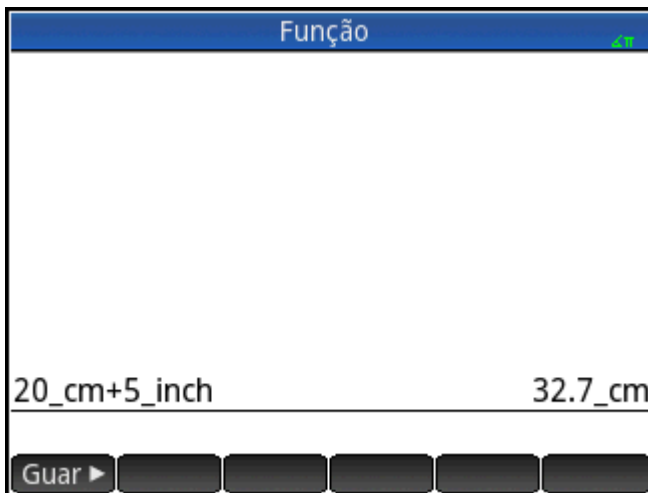 Função
∡π
20_cm+5_inch 32.7_cm
Guar ►